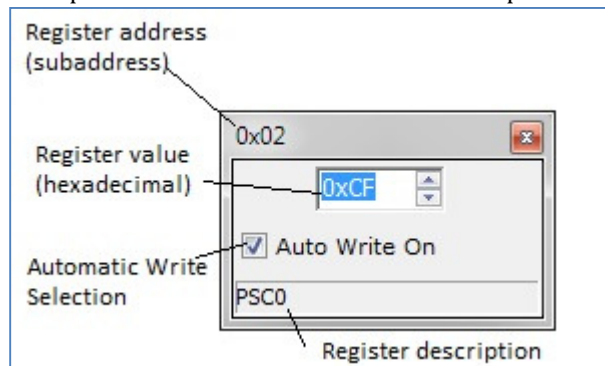 Register address
(subaddress)
0x02
Register value
(hexadecimal)
0xCF
Auto Write On
Automatic Write
Selection
PSC0
Register description